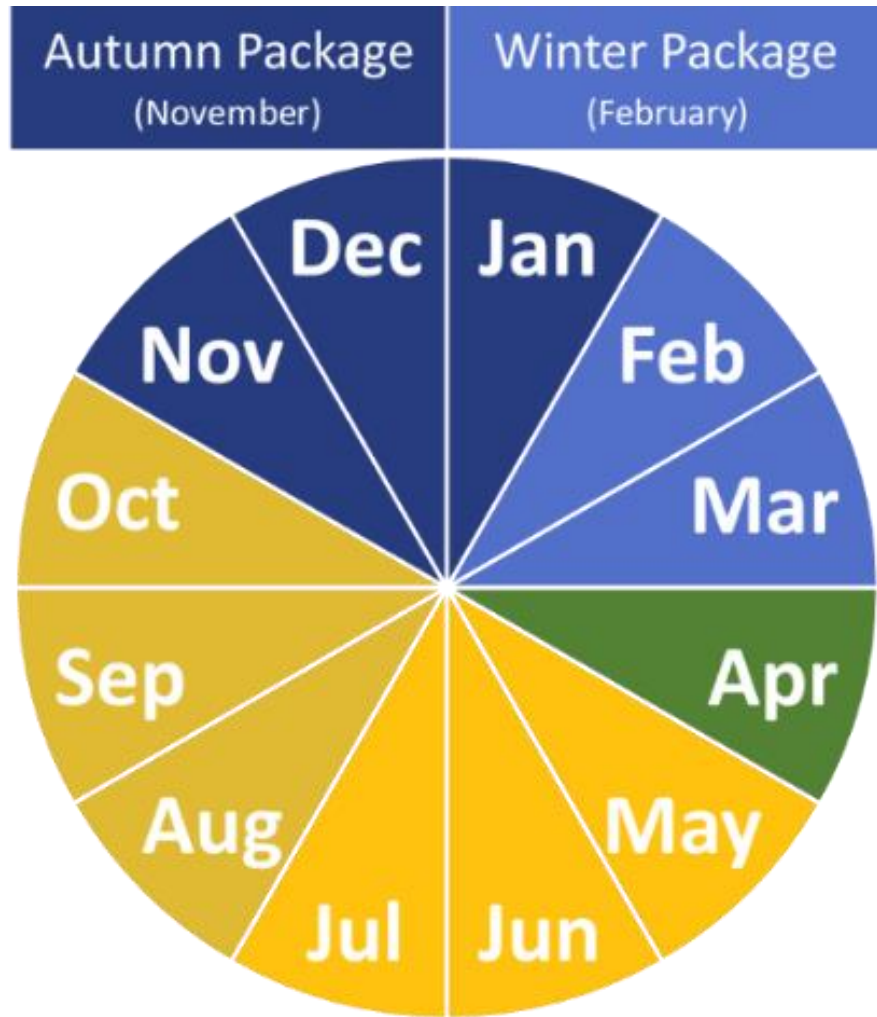 Autumn Package
(November)
Winter Package
(February)
Dec
Jan
Nov
Feb
Oct
Mar
Sep
Apr
Aug
May
Jul
Jun